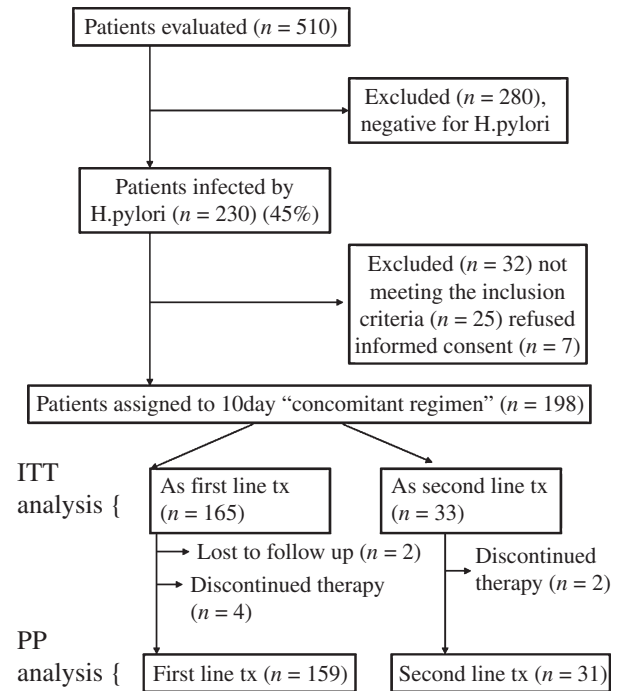 Patients evaluated (n = 510)
Excluded (n = 280),
negative for H.pylori
Patients infected by
H.pylori (n = 230) (45%)
Excluded (n = 32) not
meeting the inclusion
criteria (n = 25) refused
informed consent (n = 7)
Patients assigned to 10day “concomitant regimen” (n = 198)
ITT
analysis {
As first line tx
(n = 165)
As second line tx
(n = 33)
Lost to follow up (n = 2)
Discontinued therapy
(n = 4)
Discontinued
therapy (n = 2)
PP
analysis {
First line tx (n = 159)
Second line tx (n = 31)